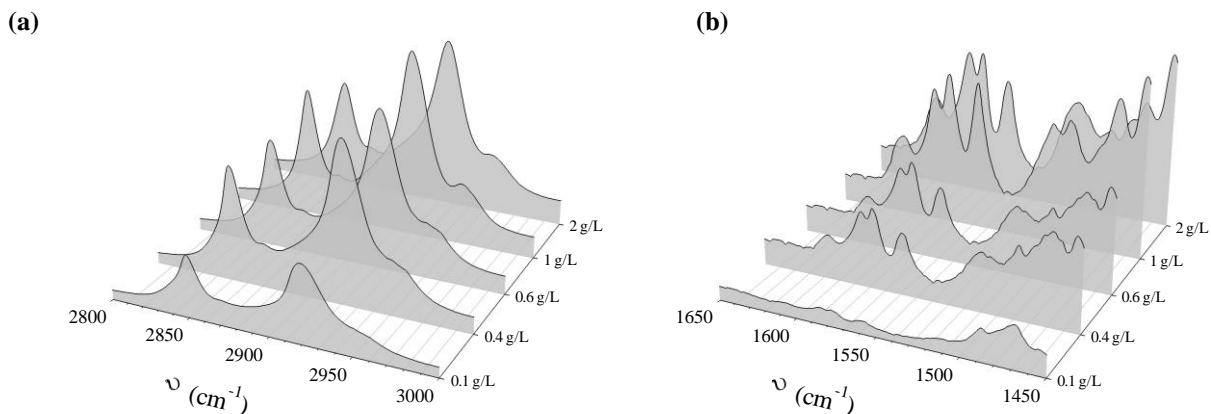 (a)
2 g/L
1 g/L
0.6 g/L
0.4 g/L
0.1 g/L
2800
2850
2900
2950
3000
υ (cm-1)
(b)
2 g/L
1 g/L
0.6 g/L
0.4 g/L
0.1 g/L
1650
1600
1550
1500
1450
υ (cm-1)